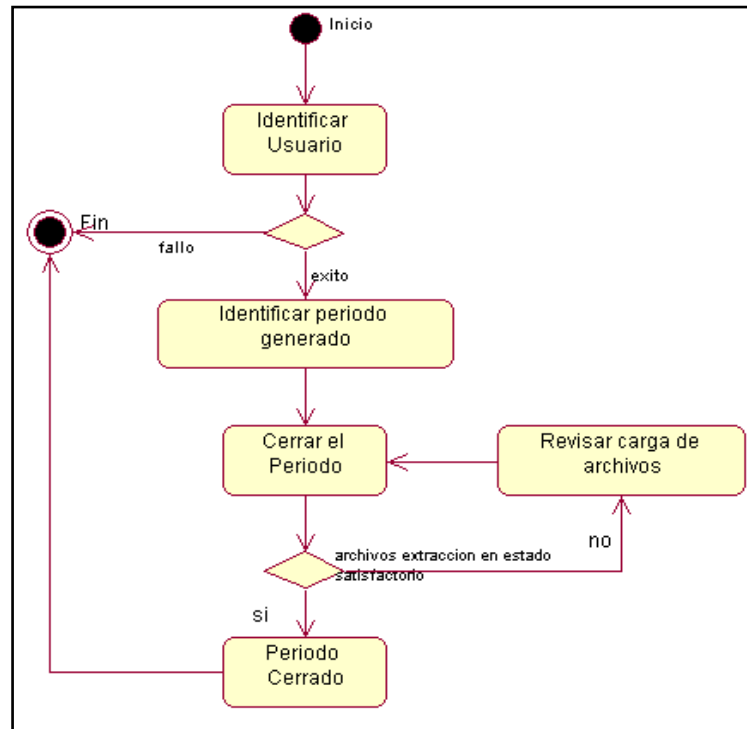 Inicio
Identificar
Usuario
Fin
fallo
exito
Identificar periodo
generado
Cerrar el
Periodo
Revisar carga de
archivos
archivos extraccion en estado
satisfactorio
no
si
Periodo
Cerrado